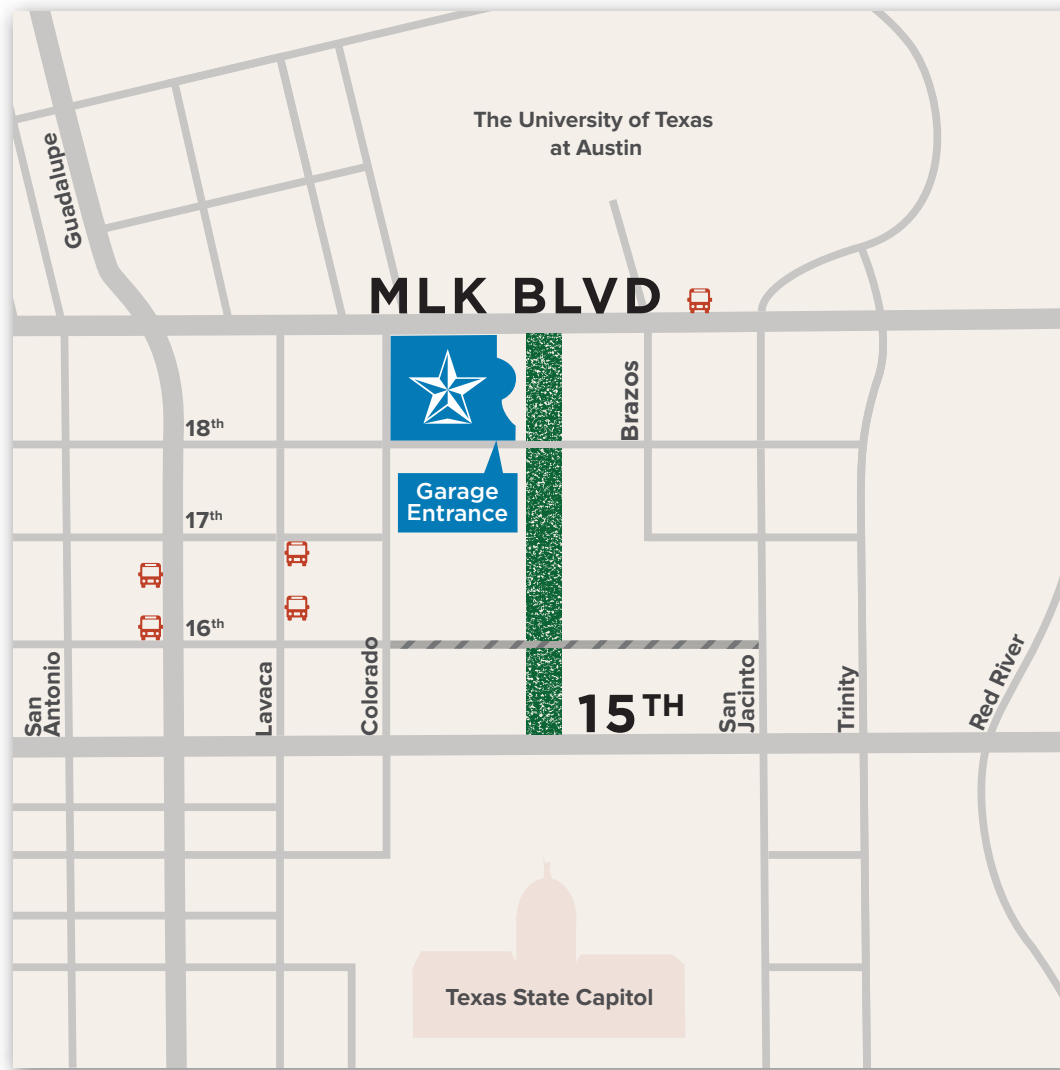 The University of Texas
at Austin
Guadalupe
MLK BLVD
Brazos
18th
Garage
Entrance
17th
16th
San
Antonio
Lavaca
Colorado
15TH
San
Jacinto
Trinity
Red River
Texas State Capitol